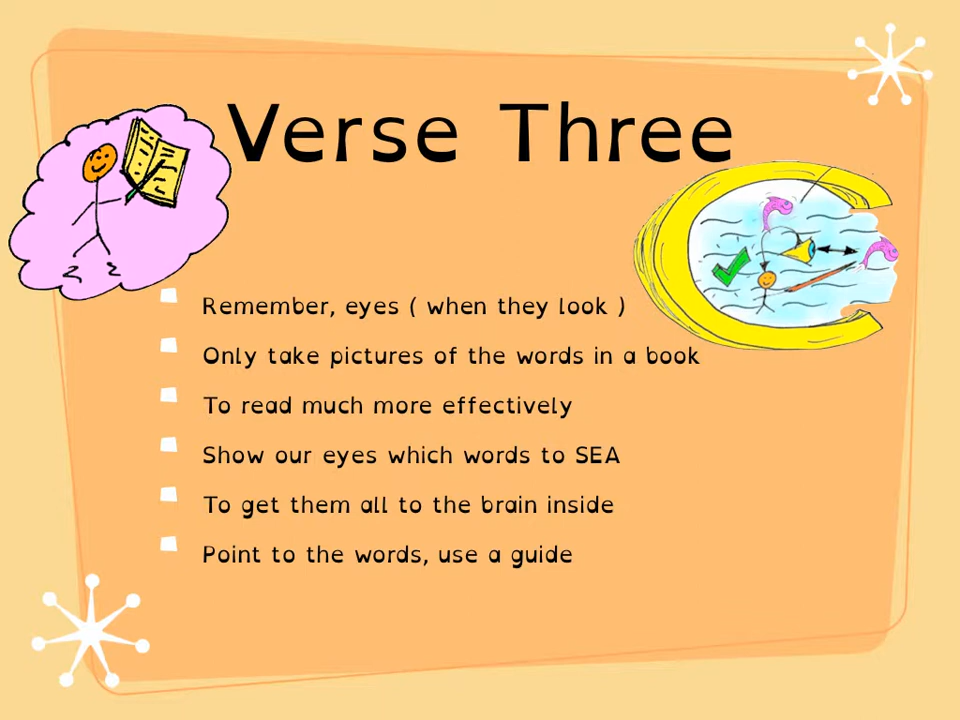 Verse Three
Remember, eyes ( when they look )
Only take pictures of the words in a book
To read much more effectively
Show our eyes which words to SEA
To get them all to the brain inside
Point to the words, use a guide